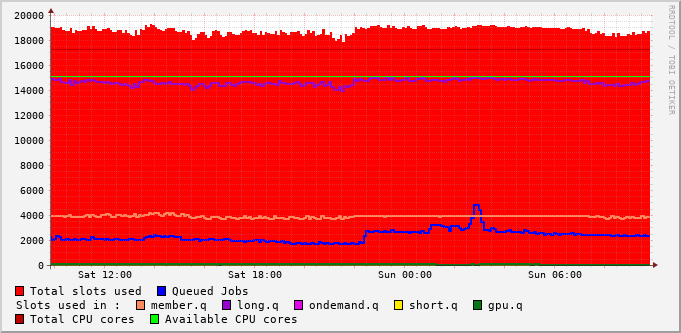 20000
18000
16000
14000
12000
10000
8000
6000
4000
2000
0
Sat 12:00 Sat 18:00 Sun 00:00 Sun 06:00
RRDTOOL / TOBI OETIKER
Total slots used Queued Jobs
Slots used in : member.q long.q ondemand.q short.q gpu.q
Total CPU cores Available CPU cores